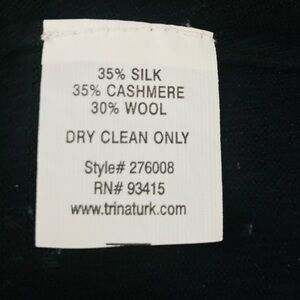 35% SILK
35% CASHMERE
30% WOOL
DRY CLEAN ONLY
Style# 276008
RN# 93415
www.trinaturk.com